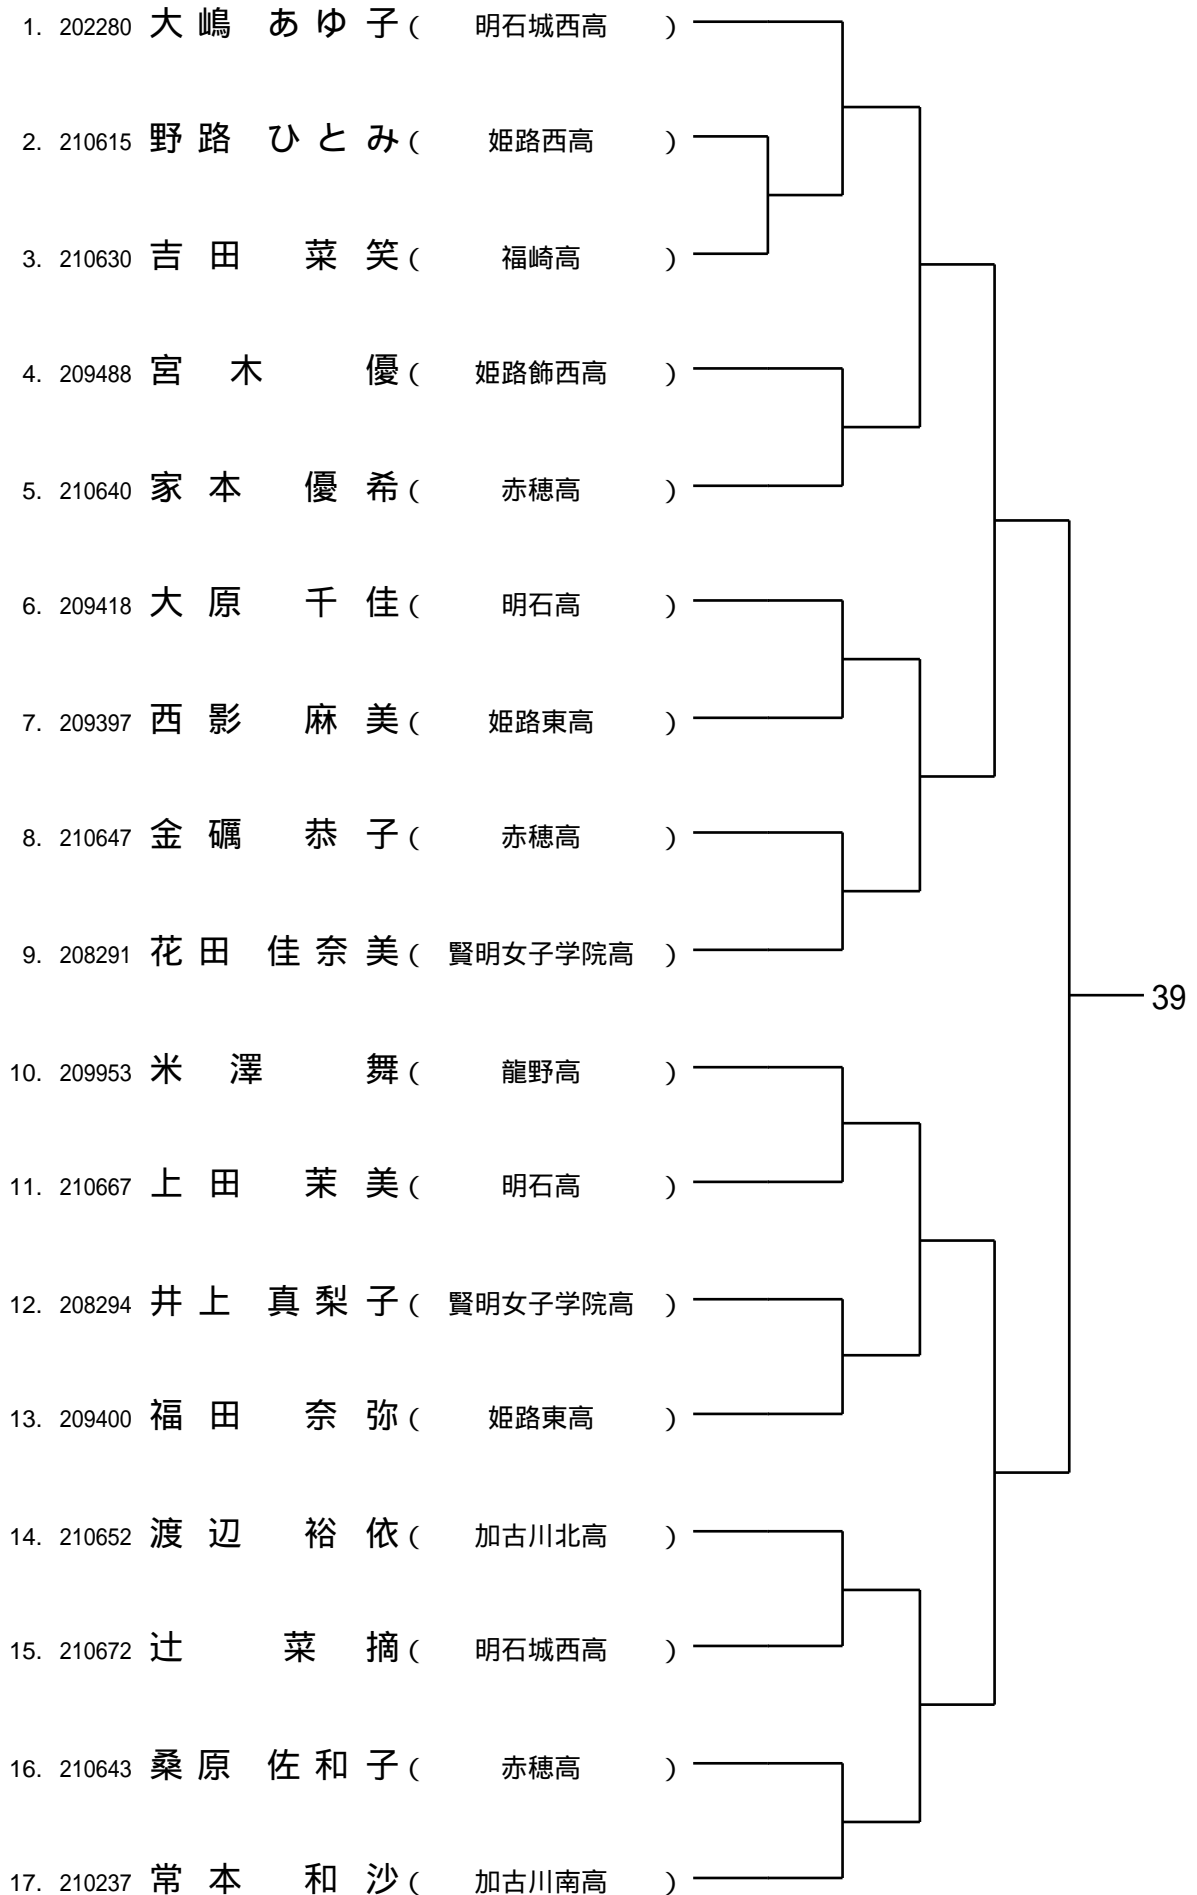 1. 202280 大嶋 あゆ子( 明石城西高 )
2. 210615 野路 ひとみ( 姫路西高 )
3. 210630 吉田 菜笑( 福崎高 )
4. 209488 宮木 優( 姫路飾西高 )
5. 210640 家本 優希( 赤穂高 )
6. 209418 大原 千佳( 明石高 )
7. 209397 西影 麻美( 姫路東高 )
8. 210647 金礪 恭子( 赤穂高 )
9. 208291 花田 佳奈美( 賢明女子学院高 )
39
10. 209953 米澤 舞( 龍野高 )
11. 210667 上田 茉美( 明石高 )
12. 208294 井上 真梨子( 賢明女子学院高 )
13. 209400 福田 奈弥( 姫路東高 )
14. 210652 渡辺 裕依( 加古川北高 )
15. 210672 辻 菜摘( 明石城西高 )
16. 210643 桑原 佐和子( 赤穂高 )
17. 210237 常本 和沙( 加古川南高 )